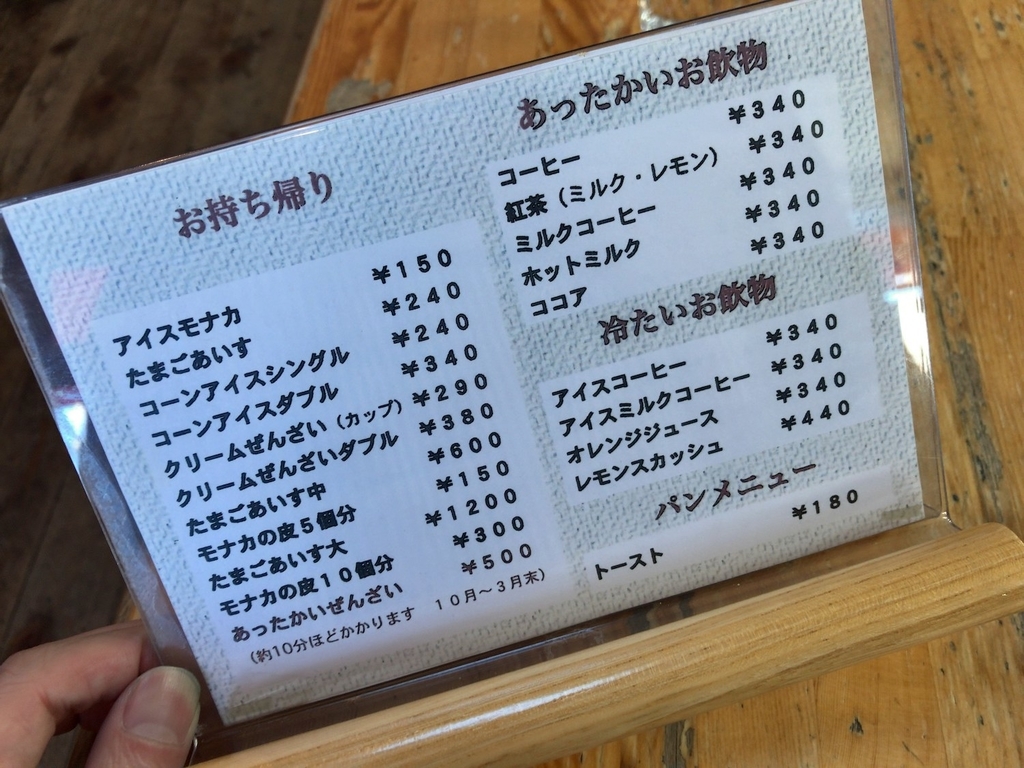 お持ち帰り
アイスモナカ ￥150
たまごあいす ￥240
コーンアイスシングル ￥240
コーンアイスダブル ￥340
クリームぜんざい（カップ） ￥290
クリームぜんざいダブル ￥380
たまごあいす中 ￥600
モナカの皮５個分 ￥150
たまごあいす大 ￥1200
モナカの皮１０個分 ￥300
あったかいぜんざい ￥500
（約10分ほどかかります　１０月～３月末）
あったかいお飲物
コーヒー ￥340
紅茶（ミルク・レモン） ￥340
ミルクコーヒー ￥340
ホットミルク ￥340
ココア ￥340
冷たいお飲物
アイスコーヒー ￥340
アイスミルクコーヒー ￥340
オレンジジュース ￥340
レモンスカッシュ ￥440
パンメニュー
トースト ￥180